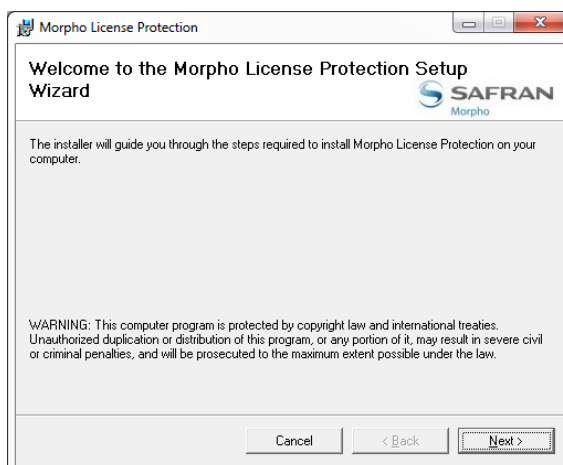 Morpho License Protection
Welcome to the Morpho License Protection Setup
Wizard
SAFRAN
Morpho
The installer will guide you through the steps required to install Morpho License Protection on your
computer.
WARNING: This computer program is protected by copyright law and international treaties.
Unauthorized duplication or distribution of this program, or any portion of it, may result in severe civil
or criminal penalties, and will be prosecuted to the maximum extent possible under the law.
Cancel
< Back
Next >